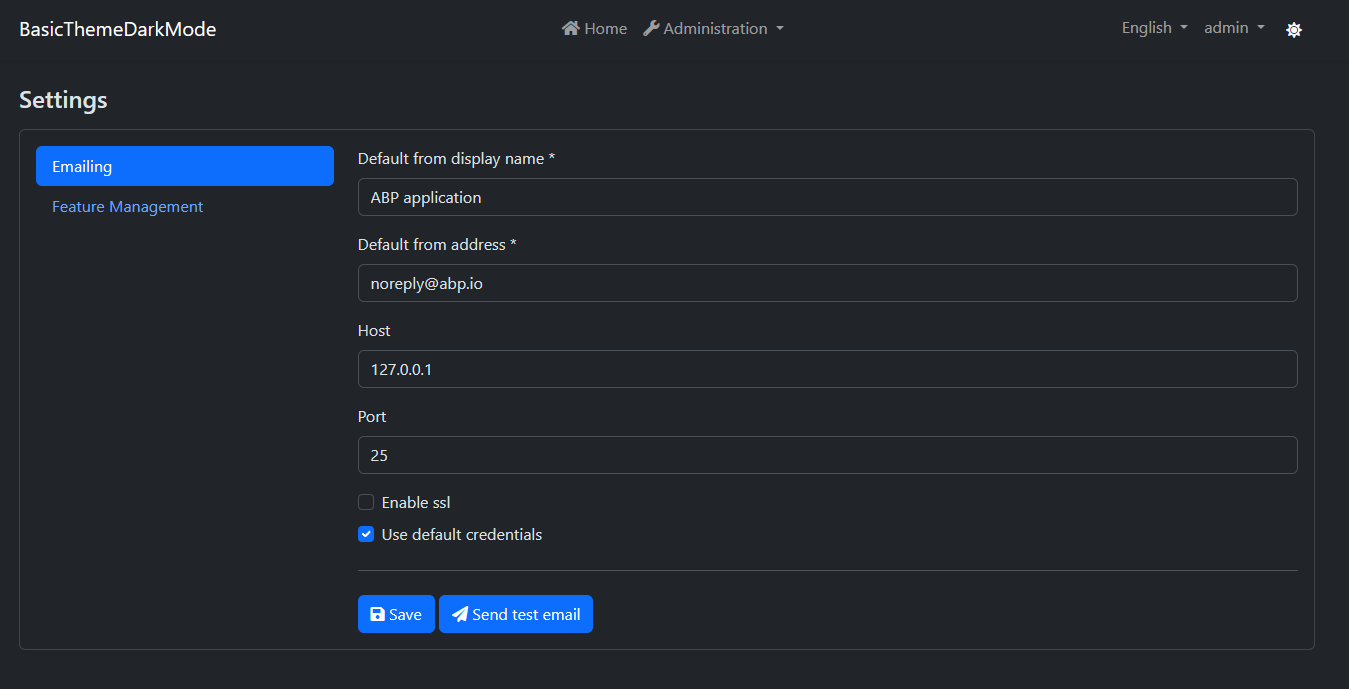 BasicThemeDarkMode
Home
Administration
English
admin
Settings
Emailing
Feature Management
Default from display name *
ABP application
Default from address *
noreply@abp.io
Host
127.0.0.1
Port
25
Enable ssl
Use default credentials
Save
Send test email